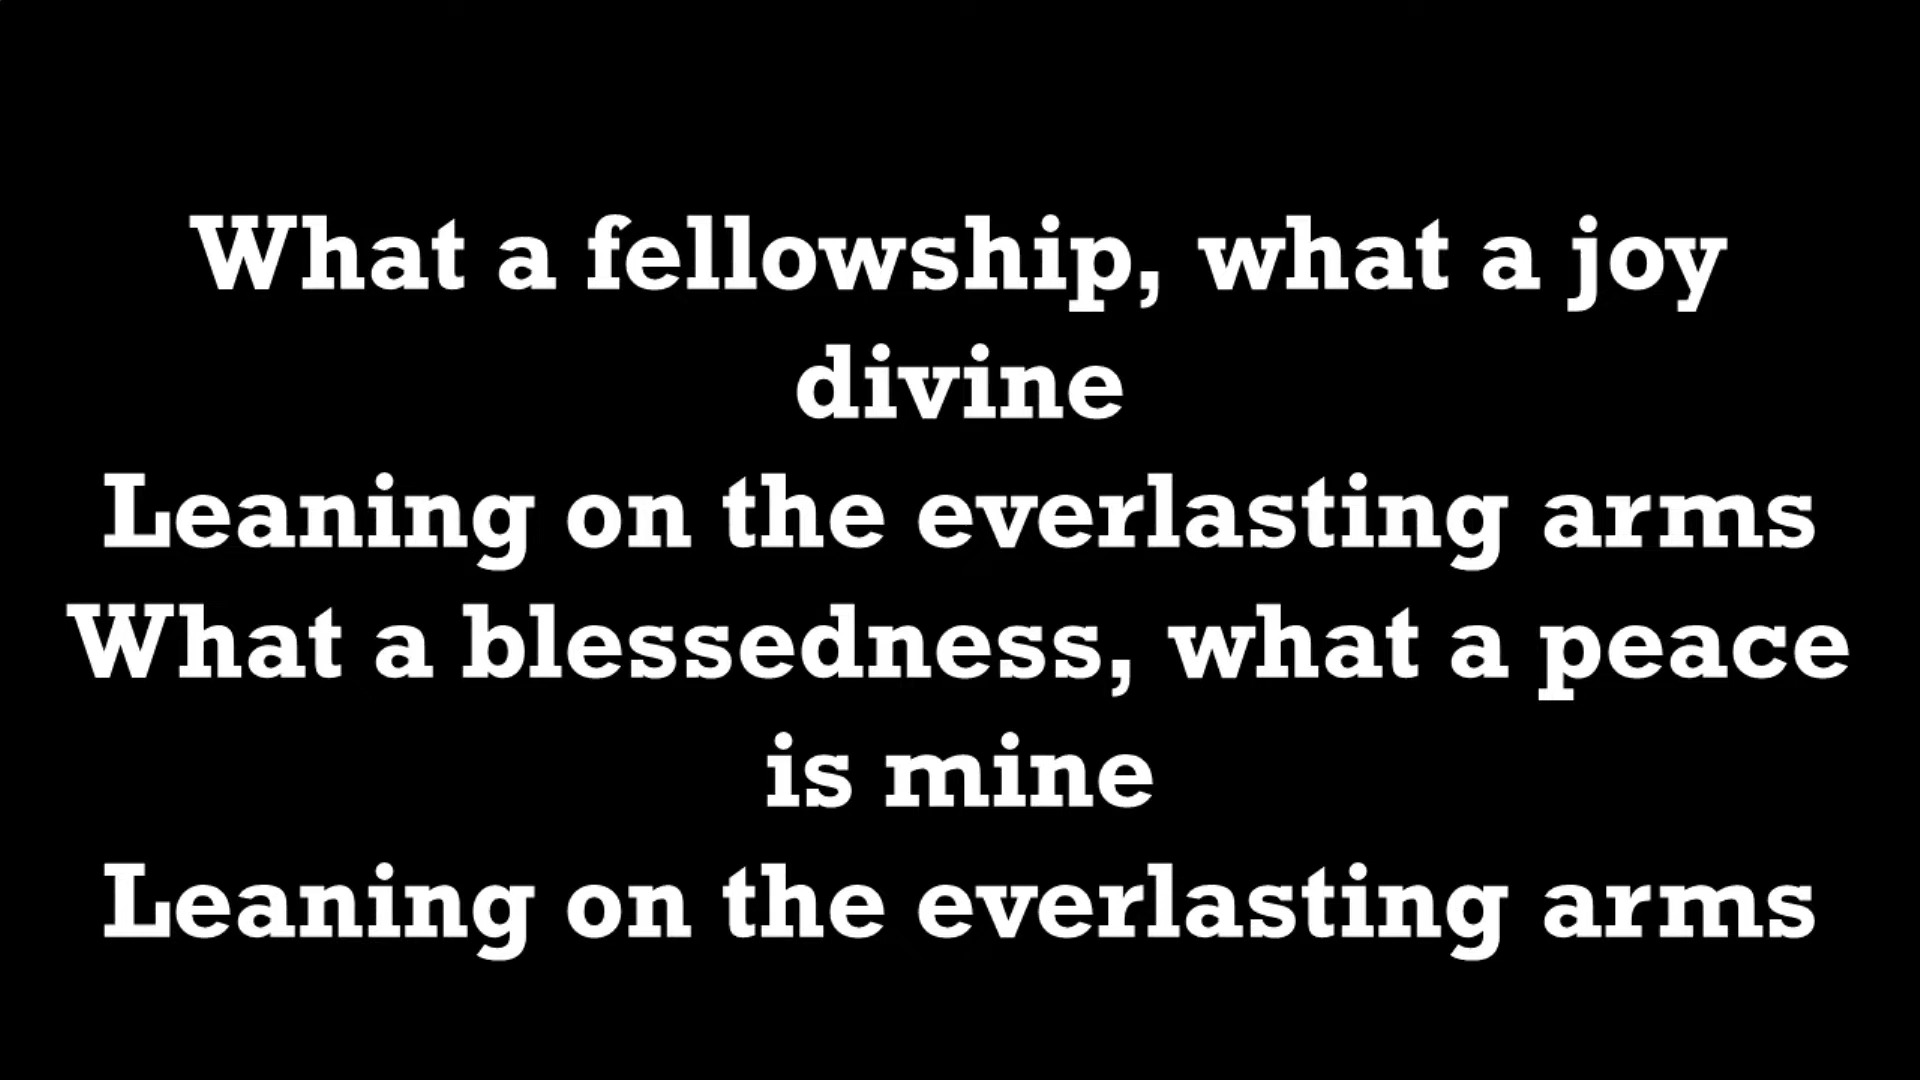 What a fellowship, what a joy
divine
Leaning on the everlasting arms
What a blessedness, what a peace
is mine
Leaning on the everlasting arms